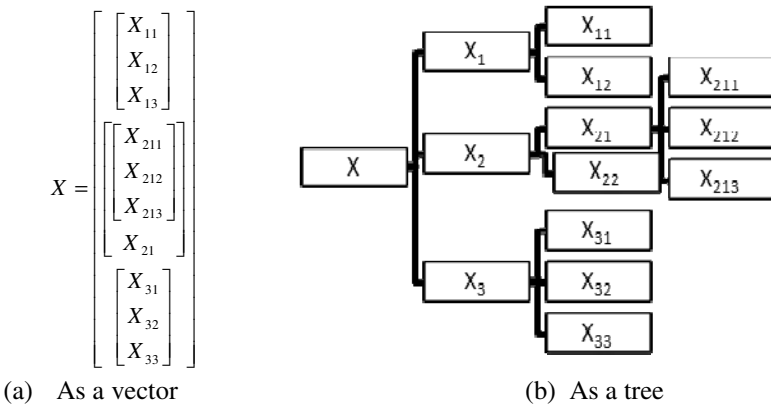 X =
X₁₁
X₁₂
X₁₃
X₂₁₁
X₂₁₂
X₂₁₃
X₂₁
X₃₁
X₃₂
X₃₃
(a) As a vector
X
X₁
X₂
X₃
X₁₁
X₁₂
X₂₁
X₂₂
X₃₁
X₃₂
X₃₃
X₂₁₁
X₂₁₂
X₂₁₃
(b) As a tree